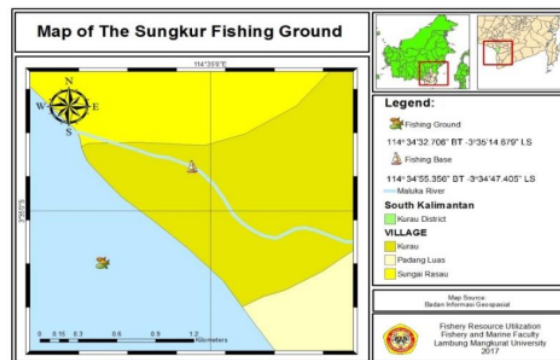 Map of The Sungkur Fishing Ground
114°35'0"E
N
W E
S
3°35'0"S
0 0.15 0.3 0.6 0.9 1.2
Kilometers
Legend:
Fishing Ground
114° 34'32.706" BT -3°35'14.679" LS
Fishing Base
114° 34'55.356" BT -3°34'47.405" LS
Maluka River
South Kalimantan
Kurau District
VILLAGE
Kurau
Padang Luas
Sungai Rasau
Map Source:
Badan Informasi Geospasial
Fishery Resource Utilization
Fishery and Marine Faculty
Lambung Mangkurat University
2017